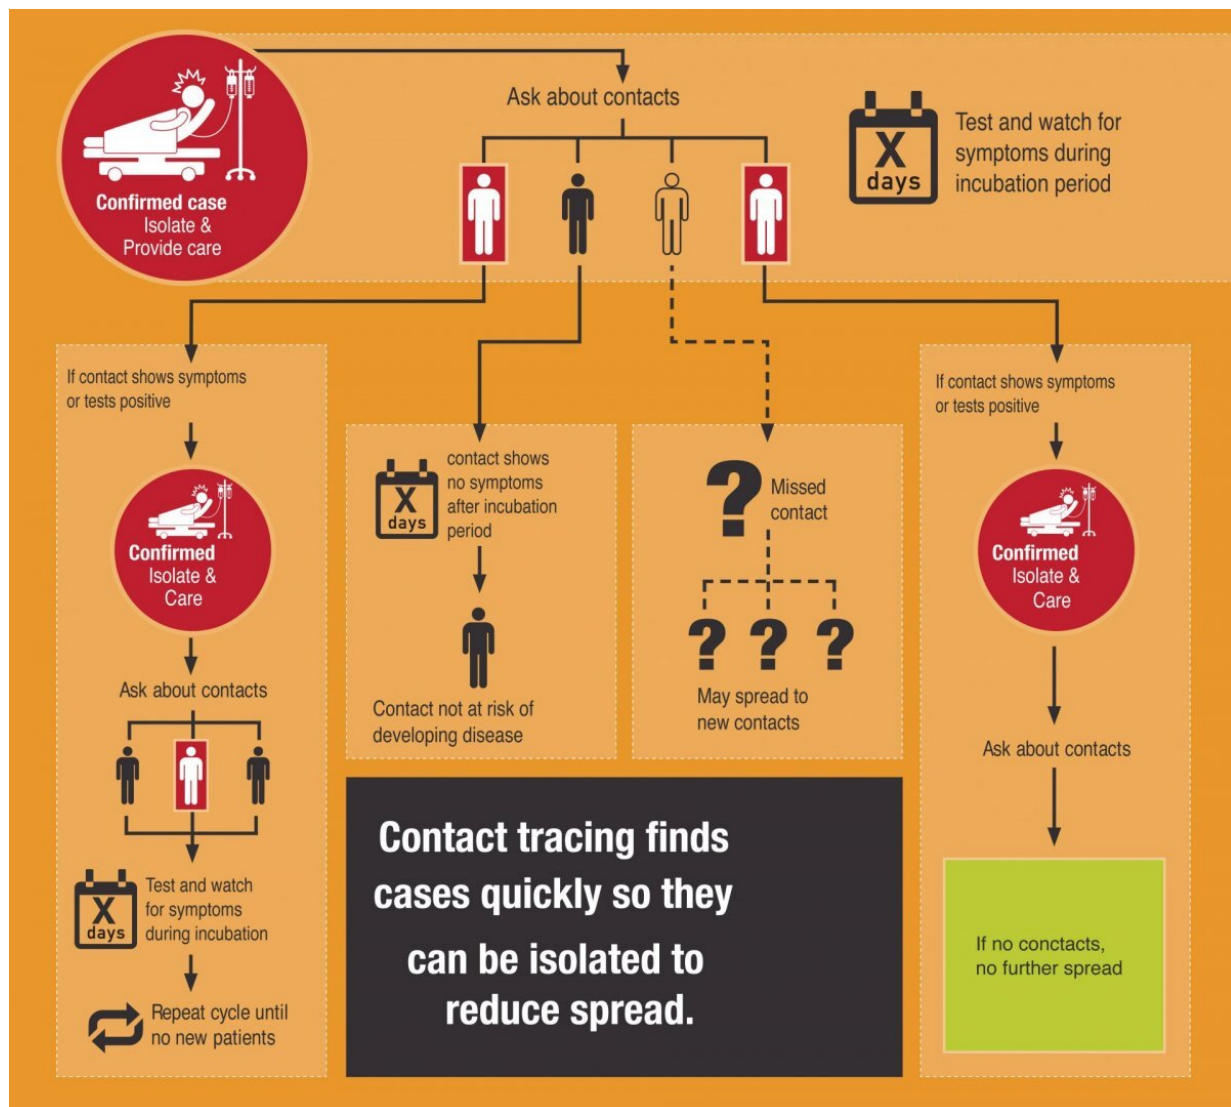 Confirmed case
Isolate &
Provide care
Ask about contacts
X
days
Test and watch for
symptoms during
incubation period
If contact shows symptoms
or tests positive
Confirmed
Isolate &
Care
Ask about contacts
X
days
Test and watch
for symptoms
during incubation
Repeat cycle until
no new patients
X
days
contact shows
no symptoms
after incubation
period
Contact not at risk of
developing disease
?
Missed
contact
? ? ?
May spread to
new contacts
If contact shows symptoms
or tests positive
Confirmed
Isolate &
Care
Ask about contacts
If no conctacts,
no further spread
Contact tracing finds
cases quickly so they
can be isolated to
reduce spread.